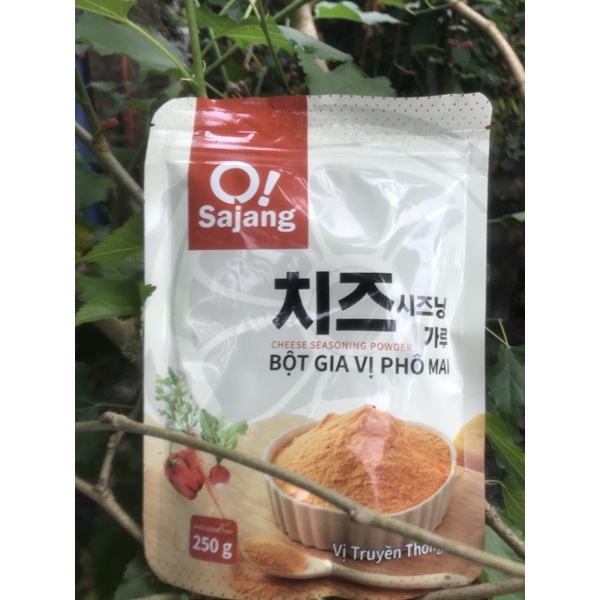 O!
Sajang
치즈 시즈닝
가루
CHEESE SEASONING POWDER
BỘT GIA VỊ PHÔ MAI
250 g
Vị Truyền Thống